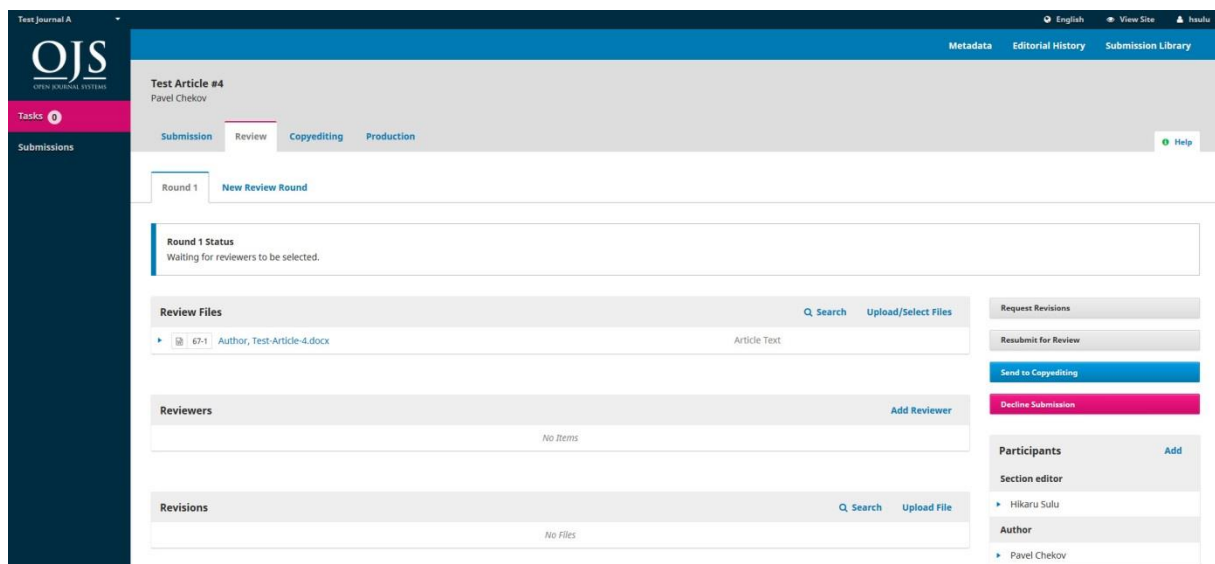 Test Journal A
English View Site hsulu
OJS
OPEN JOURNAL SYSTEMS
Metadata Editorial History Submission Library
Tasks 0
Submissions
Test Article #4
Pavel Chekov
Submission Review Copyediting Production
Help
Round 1 New Review Round
Round 1 Status
Waiting for reviewers to be selected.
Review Files Search Upload/Select Files
67-1 Author, Test-Article-4.docx Article Text
Reviewers Add Reviewer
No Items
Revisions Search Upload File
No Files
Request Revisions
Resubmit for Review
Send to Copyediting
Decline Submission
Participants Add
Section editor
Hikaru Sulu
Author
Pavel Chekov